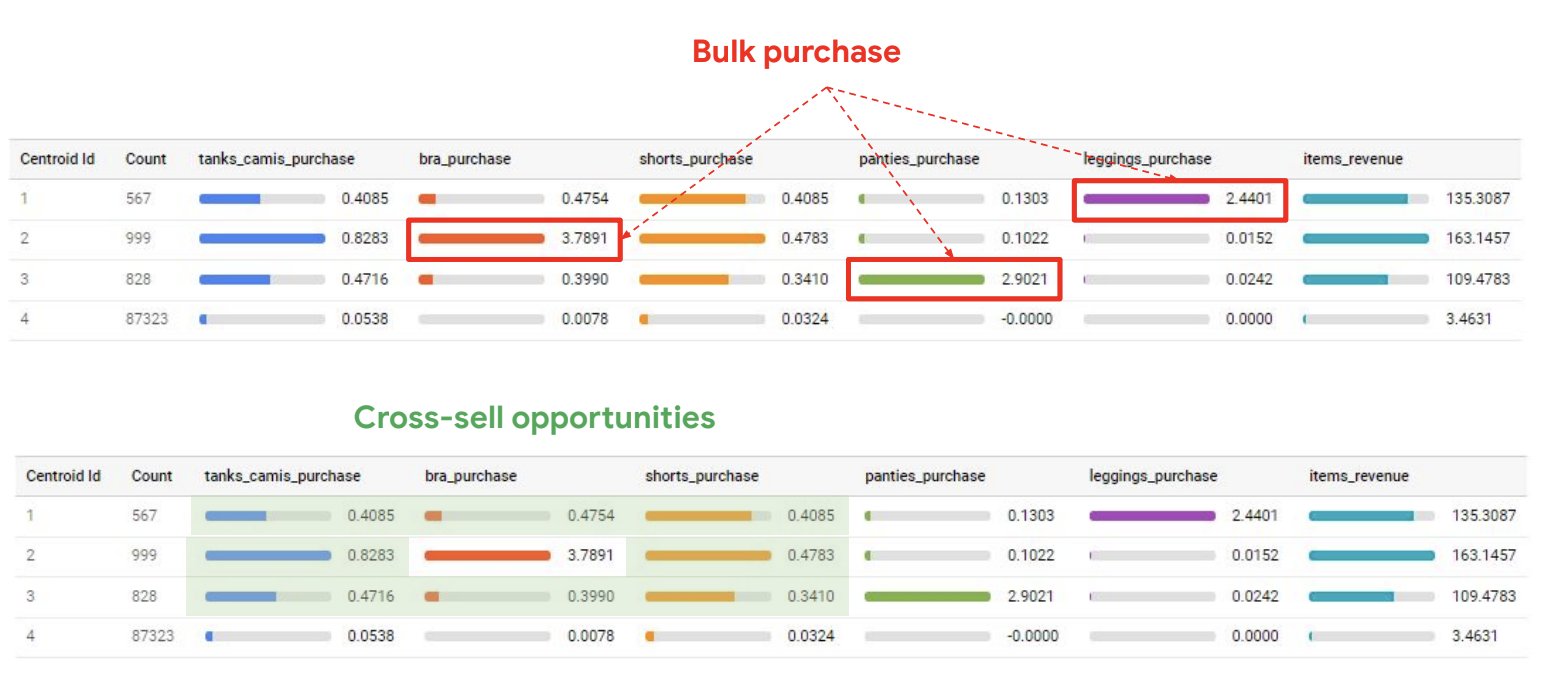 Bulk purchase
Centroid Id Count tanks_camis_purchase bra_purchase shorts_purchase panties_purchase leggings_purchase items_revenue
1 567 0.4085 0.4754 0.4085 0.1303 2.4401 135.3087
2 999 0.8283 3.7891 0.4783 0.1022 0.0152 163.1457
3 828 0.4716 0.3990 0.3410 2.9021 0.0242 109.4783
4 87323 0.0538 0.0078 0.0324 -0.0000 0.0000 3.4631
Cross-sell opportunities
Centroid Id Count tanks_camis_purchase bra_purchase shorts_purchase panties_purchase leggings_purchase items_revenue
1 567 0.4085 0.4754 0.4085 0.1303 2.4401 135.3087
2 999 0.8283 3.7891 0.4783 0.1022 0.0152 163.1457
3 828 0.4716 0.3990 0.3410 2.9021 0.0242 109.4783
4 87323 0.0538 0.0078 0.0324 -0.0000 0.0000 3.4631